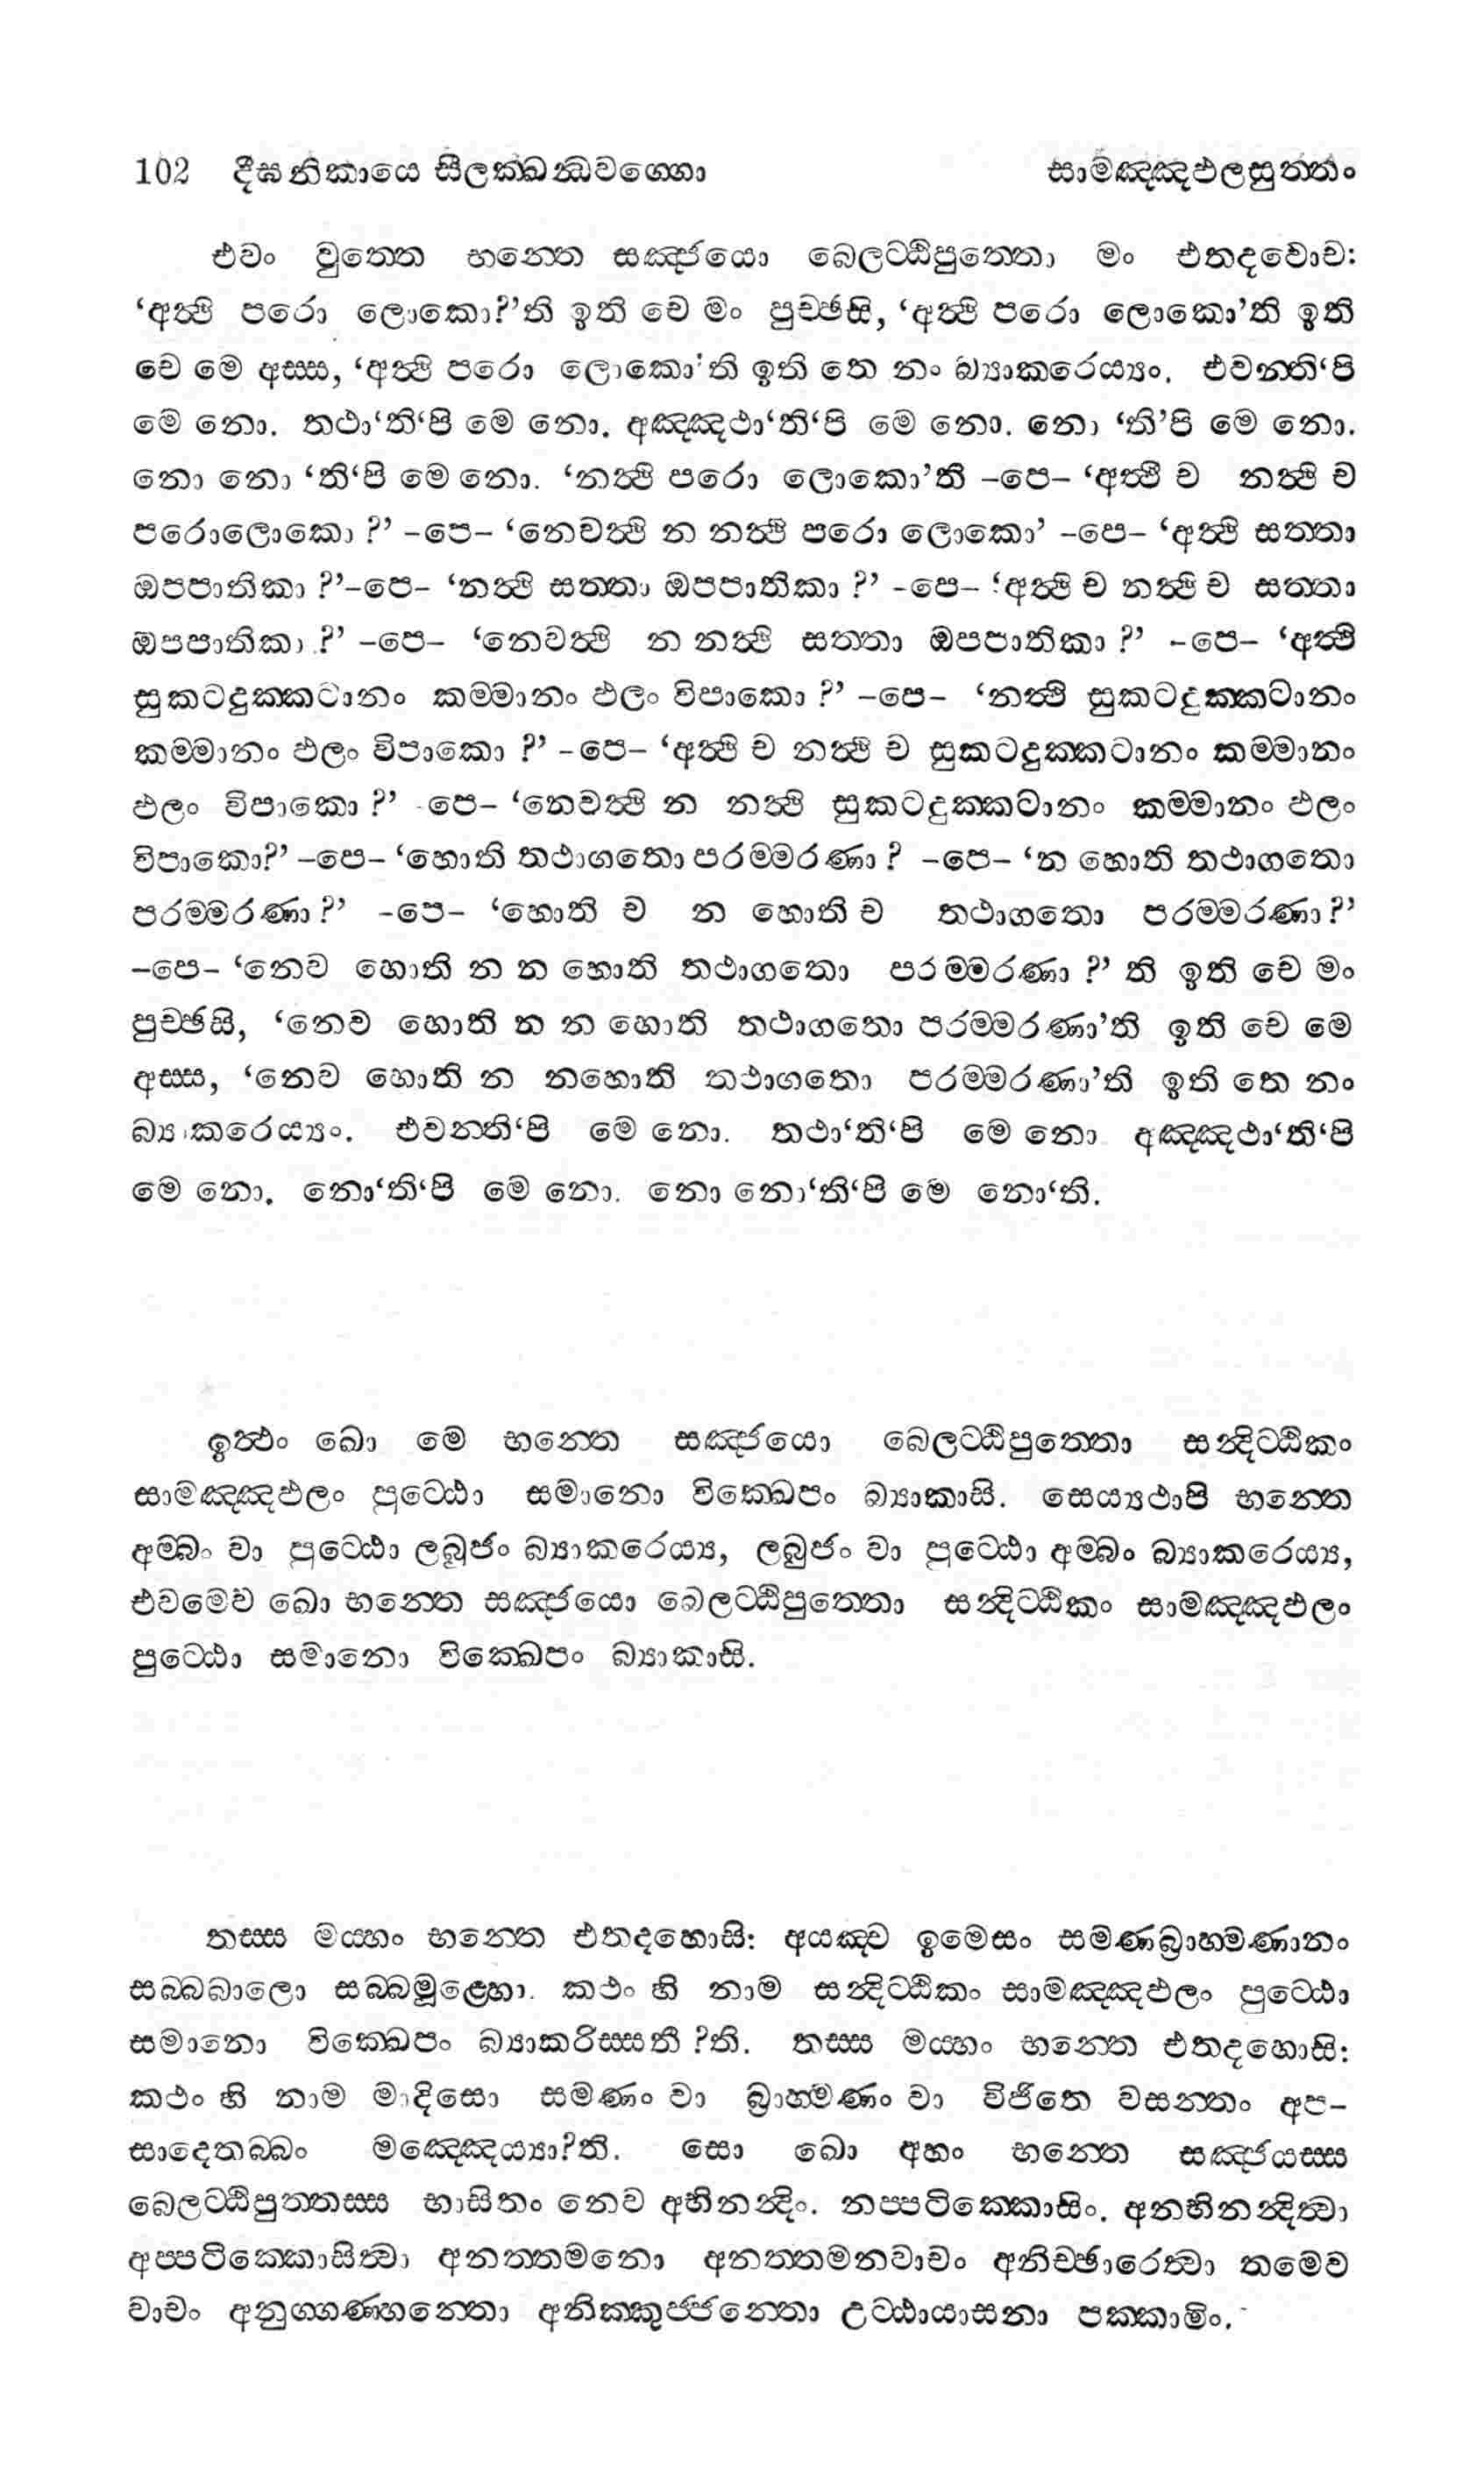 102 දීඝනිකායෙ සීලක්ඛන්ධවග්ගො සාමඤ්ඤඵලසුත්තං
එවං වුත්තෙ භන්තෙ සඤ්ජයො බෙලට්ඨිපුත්තො මං එතදවොච:
‘අත්ථි පරො ලොකො?’ති ඉති චෙ මං පුච්ඡසි, ‘අත්ථි පරො ලොකො’ති ඉති
චෙ මෙ අස්ස, ‘අත්ථි පරො ලොකො’ති ඉති තෙ නං බ්‍යාකරෙය්‍යං. එවන්ති‘පි
මෙ නො. තථා‘ති‘පි මෙ නො. අඤ්ඤථා‘ති‘පි මෙ නො. නො ‘ති’පි මෙ නො.
නො නො ‘ති‘පි මෙ නො. ‘නත්ථි පරො ලොකො’ති –පෙ– ‘අත්ථි ච නත්ථි ච
පරොලොකො ?’ –පෙ– ‘නෙවත්ථි න නත්ථි පරො ලොකො’ –පෙ– ‘අත්ථි සත්තා
ඔපපාතිකා ?’–පෙ– ‘නත්ථි සත්තා ඔපපාතිකා ?’ –පෙ– ‘අත්ථි ච නත්ථි ච සත්තා
ඔපපාතිකා ?’ –පෙ– ‘නෙවත්ථි න නත්ථි සත්තා ඔපපාතිකා ?’ –පෙ– ‘අත්ථි
සුකටදුක්කටානං කම්මානං ඵලං විපාකො ?’ –පෙ– ‘නත්ථි සුකටදුක්කටානං
කම්මානං ඵලං විපාකො ?’ –පෙ– ‘අත්ථි ච නත්ථි ච සුකටදුක්කටානං කම්මානං
ඵලං විපාකො ?’ -පෙ– ‘නෙවත්ථි න නත්ථි සුකටදුක්කටානං කම්මානං ඵලං
විපාකො?’ –පෙ– ‘හොති තථාගතො පරම්මරණා ? –පෙ– ‘න හොති තථාගතො
පරම්මරණා ?’ –පෙ– ‘හොති ච න හොති ච තථාගතො පරම්මරණා ?’
–පෙ– ‘නෙව හොති න න හොති තථාගතො පරම්මරණා ?’ ති ඉති චෙ මං
පුච්ඡසි, ‘නෙව හොති න න හොති තථාගතො පරම්මරණා’ති ඉති චෙ මෙ
අස්ස, ‘නෙව හොති න නහොති තථාගතො පරම්මරණා’ති ඉති තෙ නං
බ්‍යාකරෙය්‍යං. එවන්ති‘පි මෙ නො. තථා‘ති‘පි මෙ නො අඤ්ඤථා‘ති‘පි
මෙ නො. නො‘ති‘පි මෙ නො. නො නො‘ති‘පි මෙ නො‘ති.
ඉත්ථං ඛො මෙ භන්තෙ සඤ්ජයො බෙලට්ඨිපුත්තො සන්දිට්ඨිකං
සාමඤ්ඤඵලං පුට්ඨො සමානො වික්ඛෙපං බ්‍යාකාසි. සෙය්‍යථාපි භන්තෙ
අම්බං වා පුට්ඨො ලබුජං බ්‍යාකරෙය්‍ය, ලබුජං වා පුට්ඨො අම්බං බ්‍යාකරෙය්‍ය,
එවමෙව ඛො භන්තෙ සඤ්ජයො බෙලට්ඨිපුත්තො සන්දිට්ඨිකං සාමඤ්ඤඵලං
පුට්ඨො සමානො වික්ඛෙපං බ්‍යාකාසි.
තස්ස මය්හං භන්තෙ එතදහොසි: අයඤ්ච ඉමෙසං සමණබ්‍රාහ්මණානං
සබ්බබාලො සබ්බමූළ්හො. කථං හි නාම සන්දිට්ඨිකං සාමඤ්ඤඵලං පුට්ඨො
සමානො වික්ඛෙපං බ්‍යාකරිස්සතී ?ති. තස්ස මය්හං භන්තෙ එතදහොසි:
කථං හි නාම මාදිසො සමණං වා බ්‍රාහ්මණං වා විජිතෙ වසන්තං අප–
සාදෙතබ්බං මඤ්ඤෙය්‍යා?ති. සො ඛො අහං භන්තෙ සඤ්ජයස්ස
බෙලට්ඨිපුත්තස්ස භාසිතං නෙව අභිනන්දිං. නප්පටික්කොසිං. අනභිනන්දිත්වා
අප්පටික්කොසිත්වා අනත්තමනො අනත්තමනවාචං අනිච්ඡාරෙත්වා තමෙව
වාචං අනුග්ගණ්හන්තො අනික්කුජ්ජන්තො උට්ඨායාසනා පක්කාමිං.